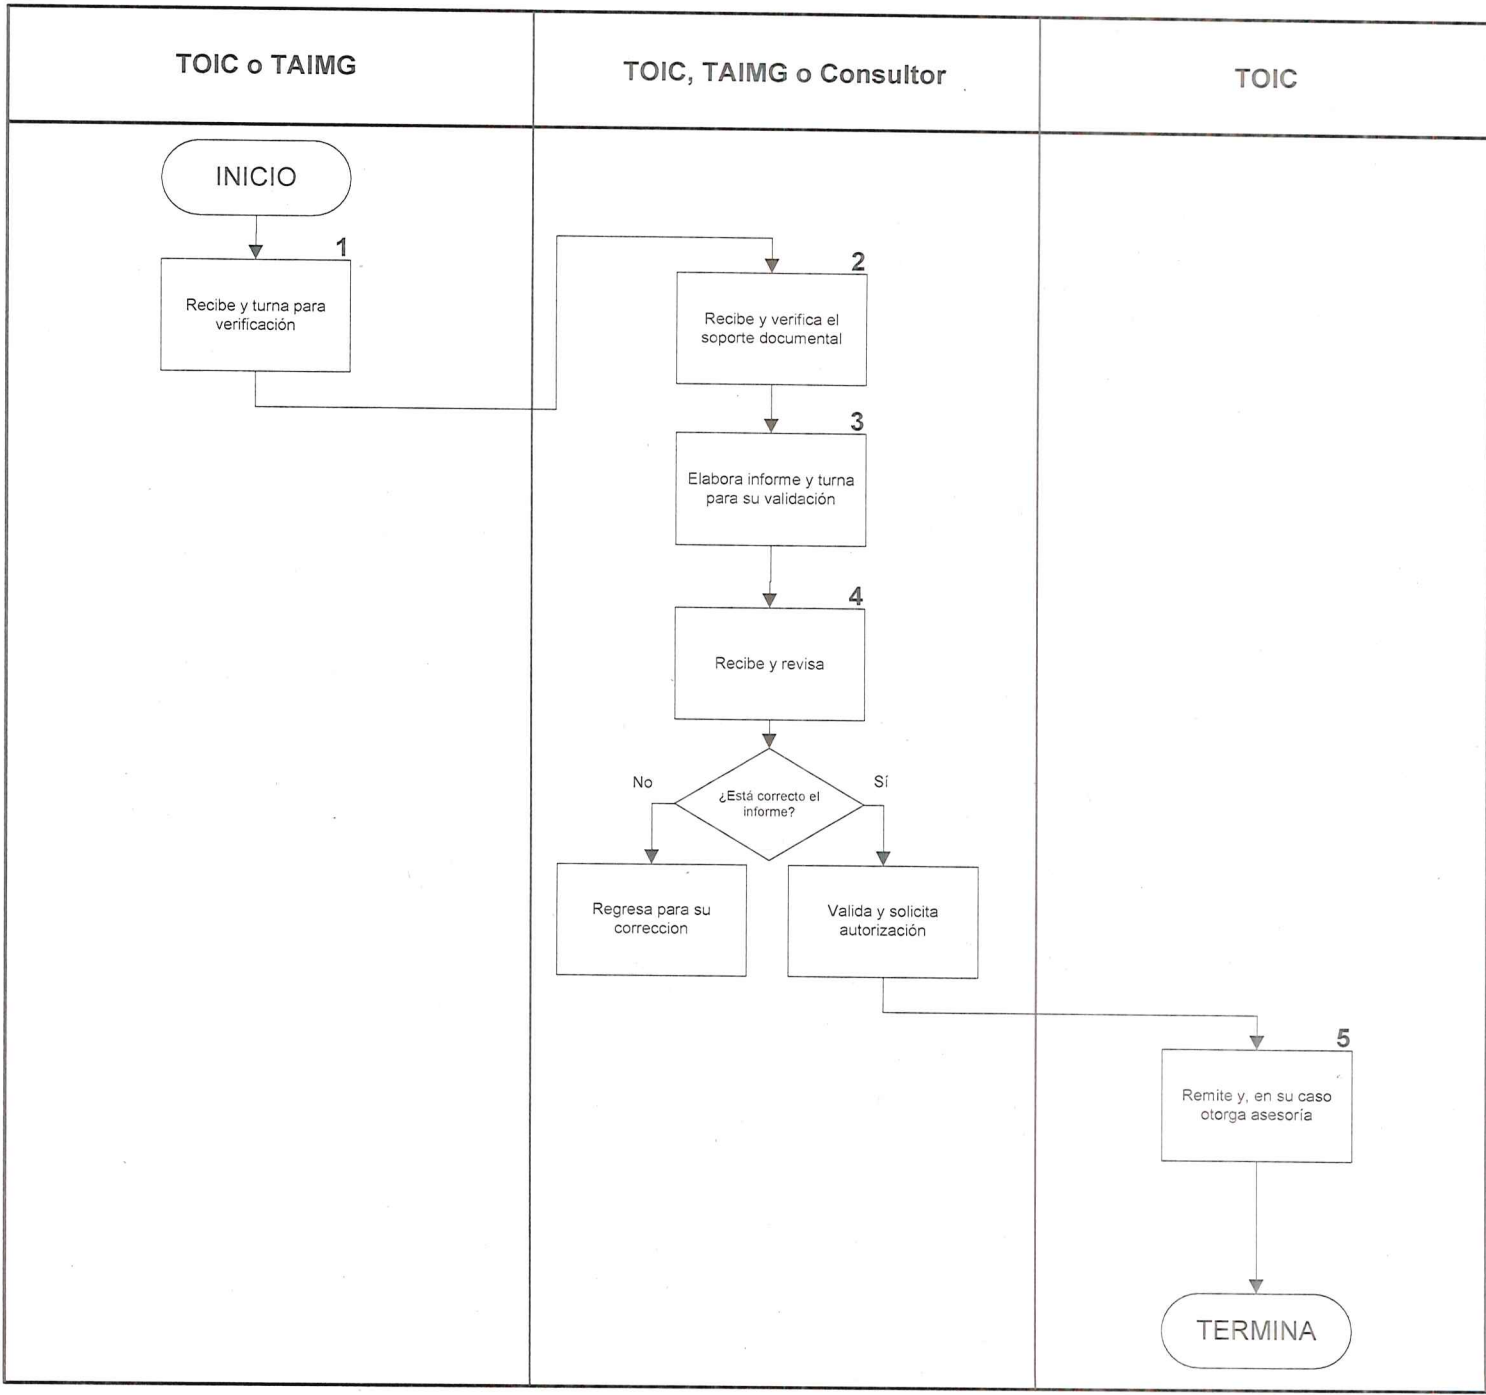 TOIC o TAIMG
TOIC, TAIMG o Consultor
TOIC
INICIO
1
Recibe y turna para
verificación
2
Recibe y verifica el
soporte documental
3
Elabora informe y turna
para su validación
4
Recibe y revisa
No
¿Está correcto el
informe?
Sí
Regresa para su
correccion
Valida y solicita
autorización
5
Remite y, en su caso
otorga asesoría
TERMINA